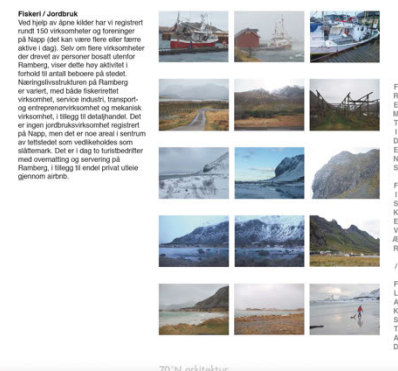 Fiskeri / Jordbruk
Ved hjelp av åpne kilder har vi registrert
rundt 150 virksomheter og foreninger
på Napp (det kan være flere eller færre
aktive i dag). Selv om flere virksomheter
der drevet av personer bosatt utenfor
Ramberg, viser dette høy aktivitet i
forhold til antall beboere på stedet.
Næringslivsstrukturen på Ramberg
er variert, med både fiskerirettet
virksomhet, service industri, transport-
og entreprenørvirksomhet og mekanisk
virksomhet, i tillegg til detaljhandel. Det
er ingen jordbruksvirksomhet registrert
på Napp, men det er noe areal i sentrum
av tettstedet som vedlikeholdes som
slåttemark. Det er i dag to turistbedrifter
med overnatting og servering på
Ramberg, i tillegg til endel privat utleie
gjennom airbnb.
FREMTIDENS FISKEVÆR / FLAKSTAD
70°N arkitektur